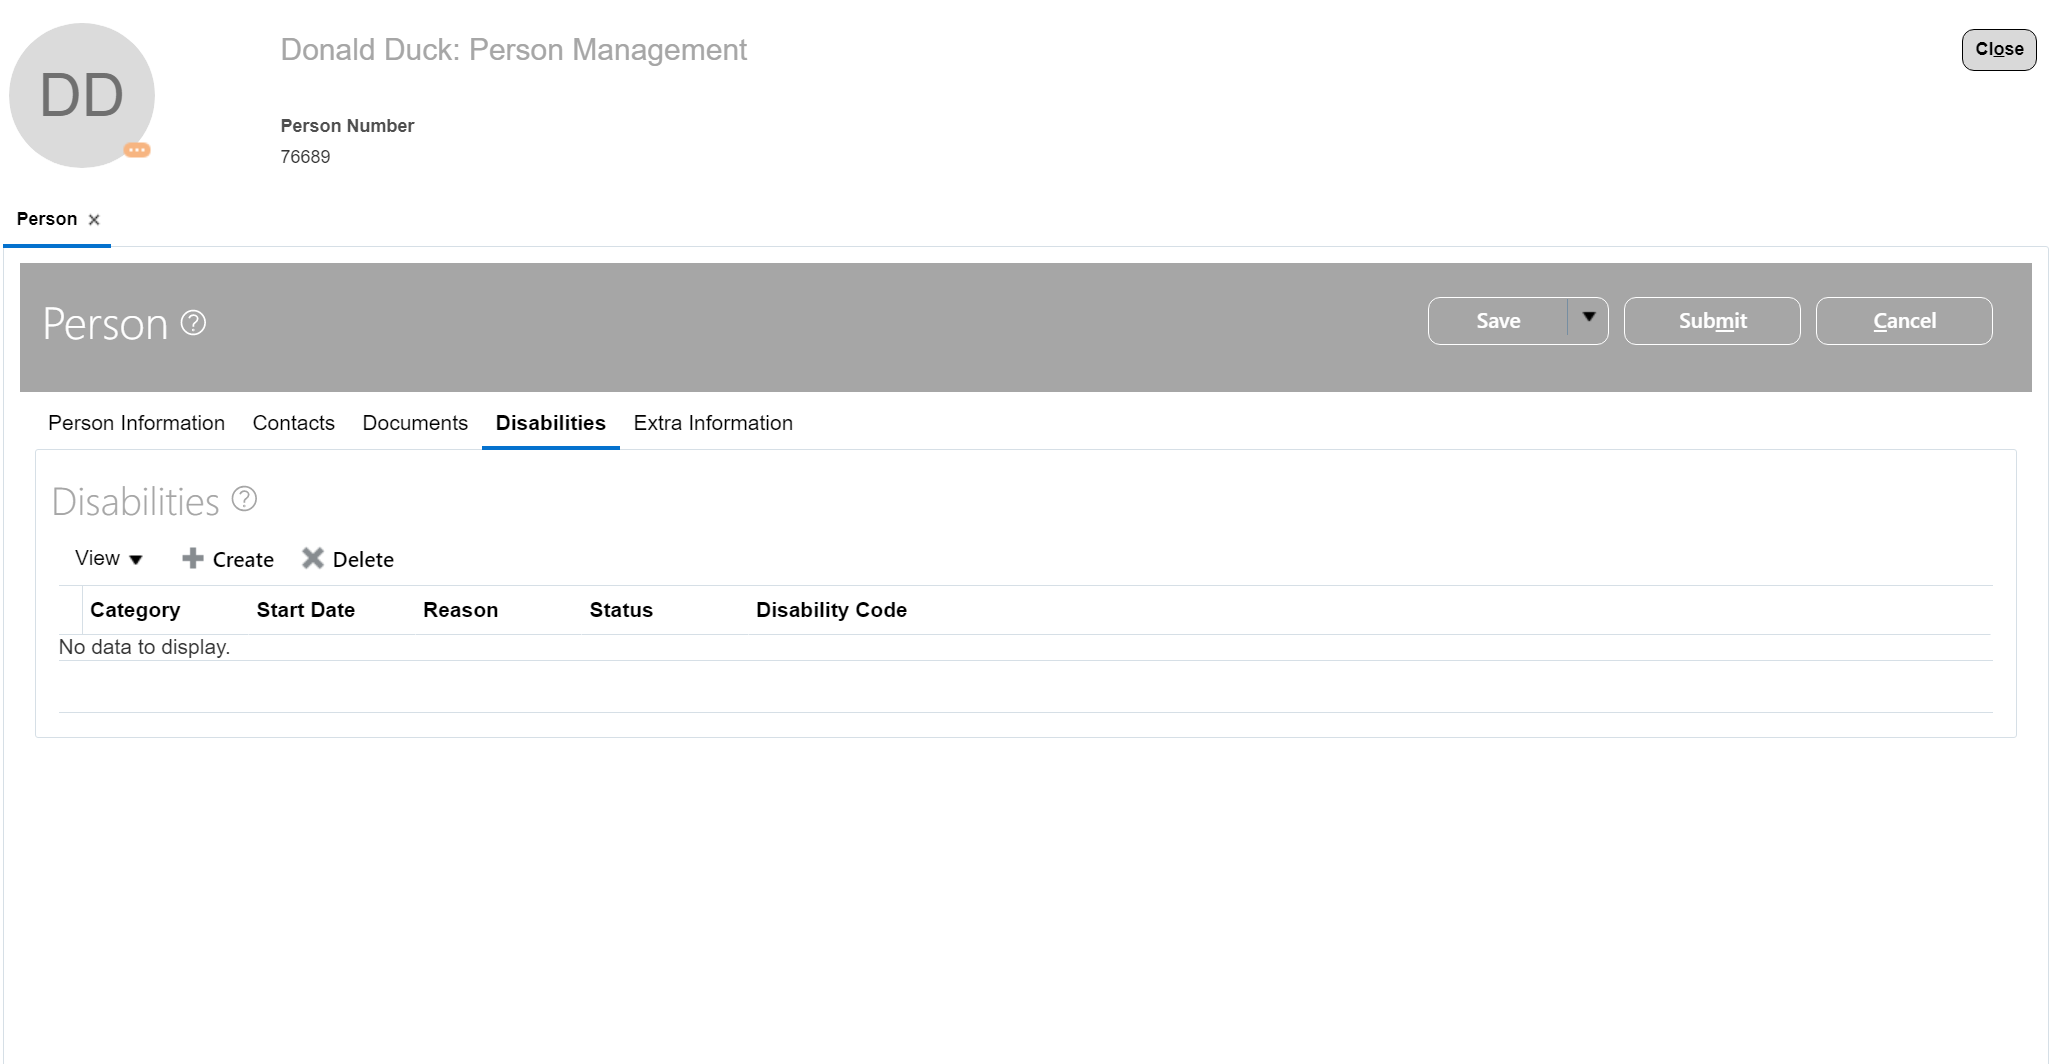 DD
Donald Duck: Person Management
Close
Person Number
76689
Person
Person
Save
Submit
Cancel
Person Information Contacts Documents Disabilities Extra Information
Disabilities
View Create Delete
Category Start Date Reason Status Disability Code
No data to display.